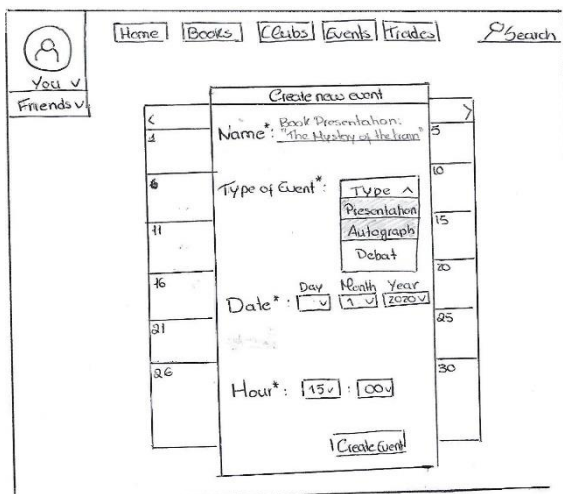 Home Books Clubs Events Trades Search
You v
Friends v
Create new event
< >
Name*: Book Presentation:
"The Mystery of the train"
1 5
Type of Event*: Type ^
6 10
Presentation
11 15
Autograph
Debat
16 20
Day Month Year
Date*: v 1 v 2020 v
21 25
26 30
Hour*: 15 v : 00 v
Create Event